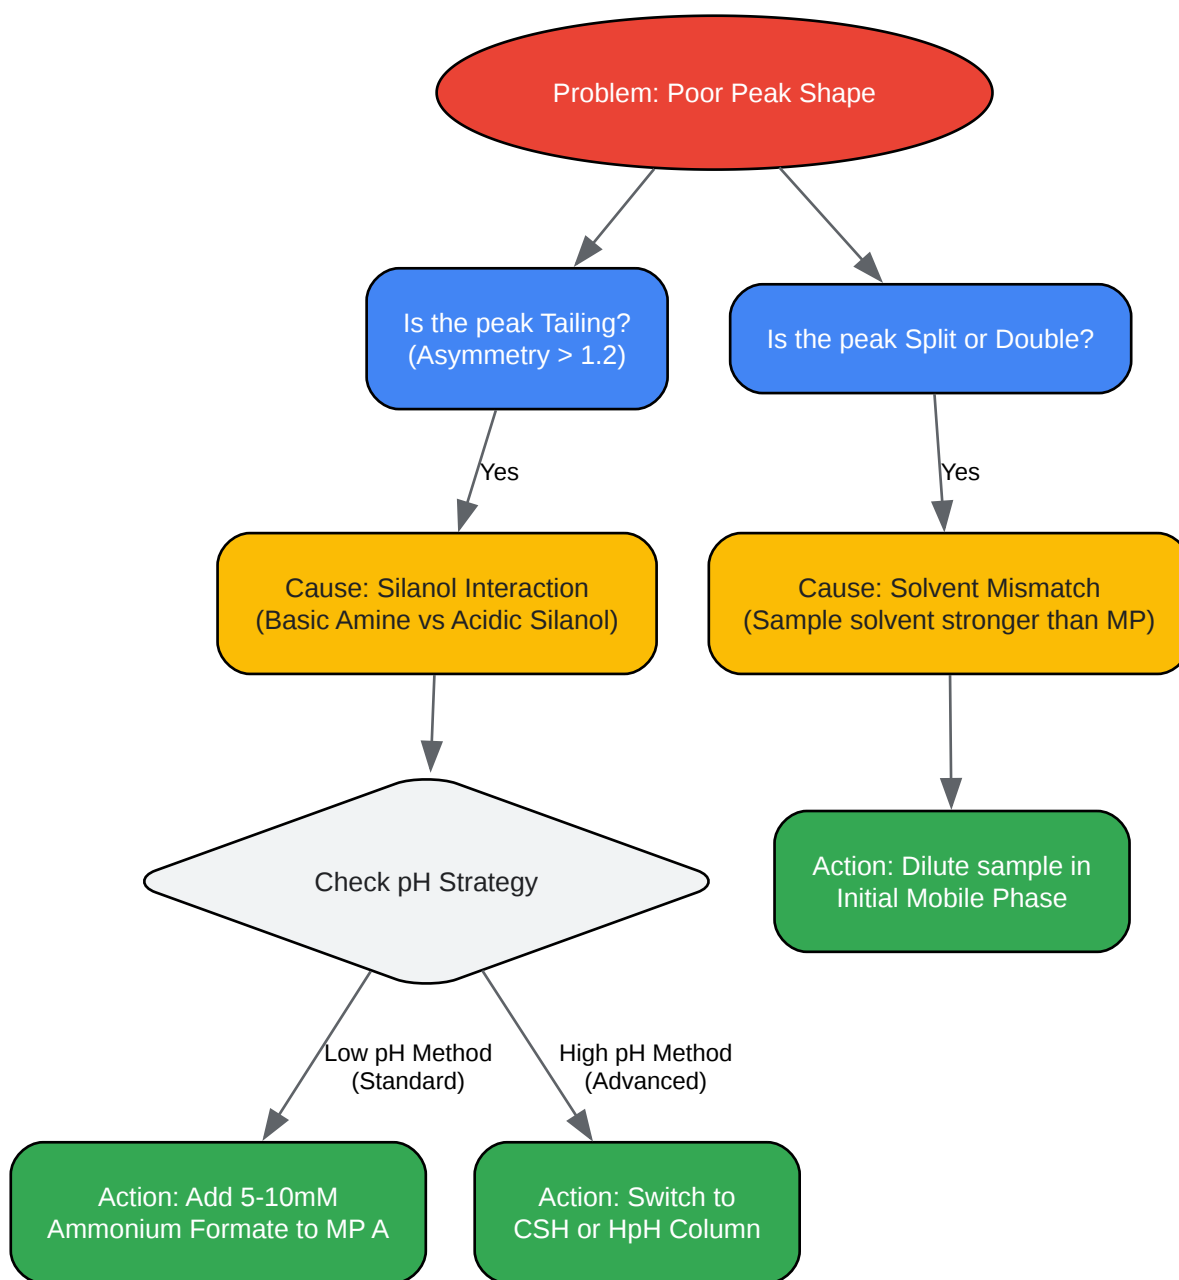 Problem: Poor Peak Shape
Is the peak Tailing?
(Asymmetry > 1.2)
Is the peak Split or Double?
Yes
Yes
Cause: Silanol Interaction
(Basic Amine vs Acidic Silanol)
Cause: Solvent Mismatch
(Sample solvent stronger than MP)
Check pH Strategy
Action: Dilute sample in
Initial Mobile Phase
Low pH Method
(Standard)
High pH Method
(Advanced)
Action: Add 5-10mM
Ammonium Formate to MP A
Action: Switch to
CSH or HpH Column